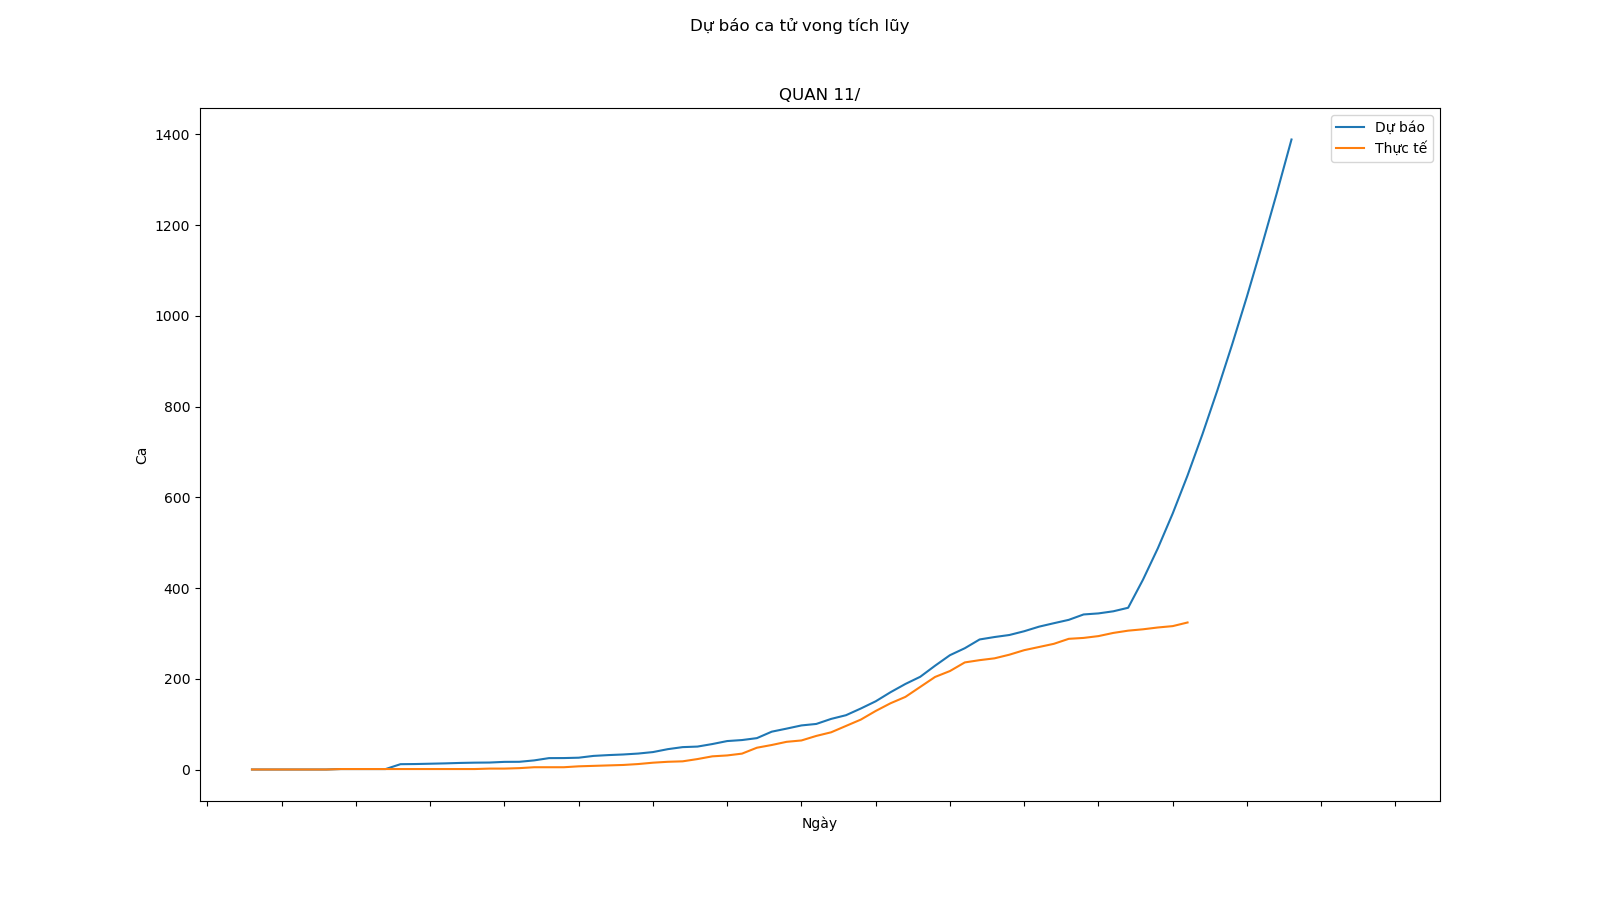 Dự báo ca tử vong tích lũy
QUAN 11/
Dự báo
Thực tế
1400
1200
1000
800
600
400
200
0
Ca
Ngày